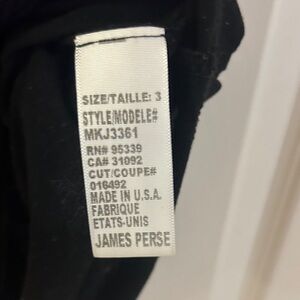 SIZE/TAILLE: 3
STYLE/MODELE#
MKJ3361
RN# 95339
CA# 31092
CUT/COUPE#
016492
MADE IN U.S.A.
FABRIQUE
ETATS-UNIS
JAMES PERSE